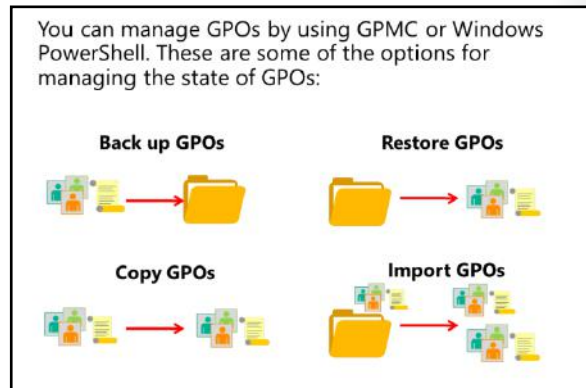 You can manage GPOs by using GPMC or Windows
PowerShell. These are some of the options for
managing the state of GPOs:
Back up GPOs
Restore GPOs
Copy GPOs
Import GPOs